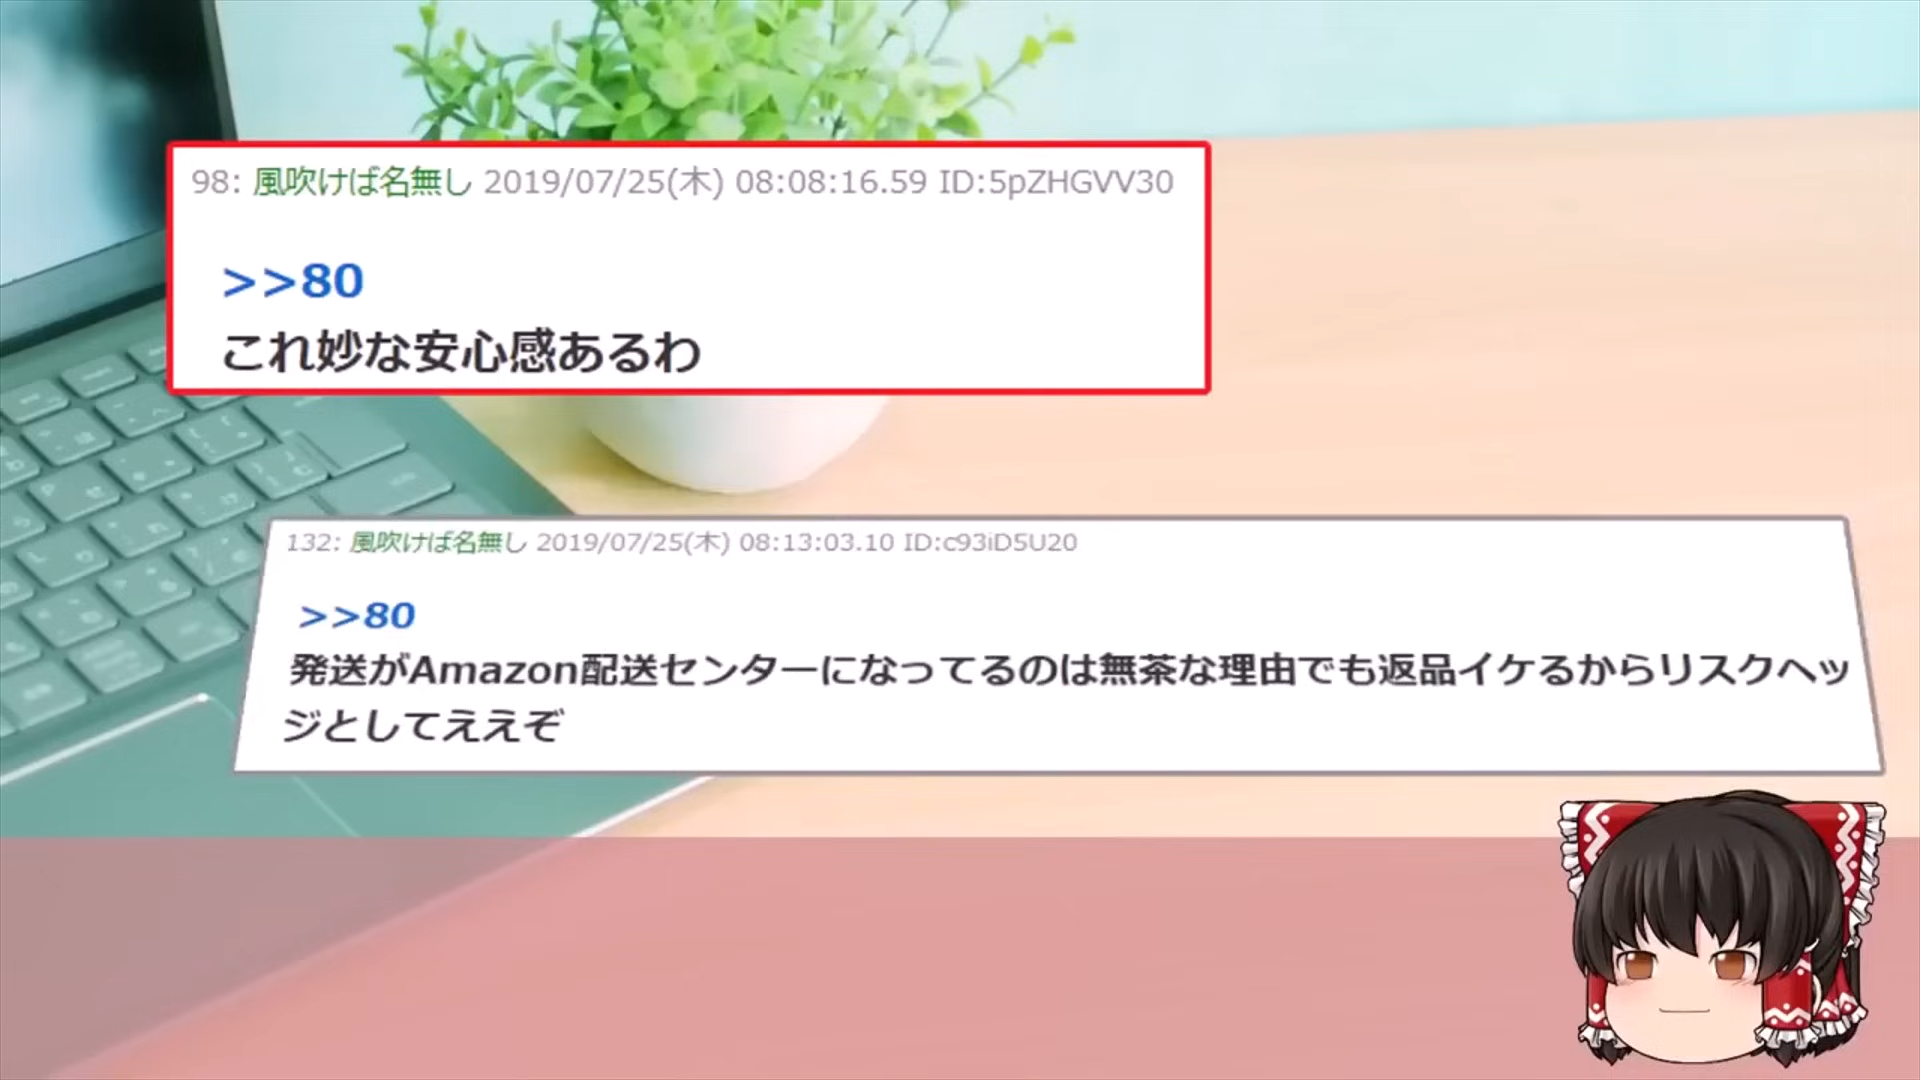 98: 風吹けば名無し 2019/07/25(木) 08:08:16.59 ID:5pZHGVV30
>>80
これ妙な安心感あるわ
132: 風吹けば名無し 2019/07/25(木) 08:13:03.10 ID:c93iD5U20
>>80
発送がAmazon配送センターになってるのは無茶な理由でも返品イケるからリスクヘッ
ジとしてええぞ